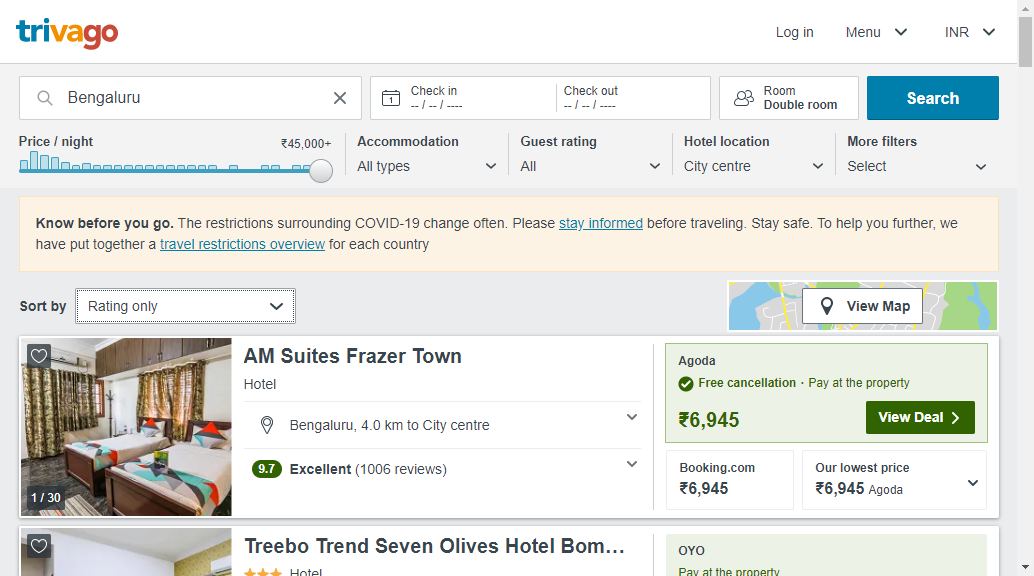 trivago
Log in
Menu
INR
Bengaluru
Check in
-- / -- / ----
Check out
-- / -- / ----
Room
Double room
Search
Price / night
₹45,000+
Accommodation
All types
Guest rating
All
Hotel location
City centre
More filters
Select
Know before you go. The restrictions surrounding COVID-19 change often. Please stay informed before traveling. Stay safe. To help you further, we
have put together a travel restrictions overview for each country
Sort by
Rating only
View Map
1 / 30
AM Suites Frazer Town
Hotel
Bengaluru, 4.0 km to City centre
9.7 Excellent (1006 reviews)
Agoda
Free cancellation · Pay at the property
₹6,945
View Deal
Booking.com
₹6,945
Our lowest price
₹6,945 Agoda
Treebo Trend Seven Olives Hotel Bom...
Hotel
OYO
Pay at the property